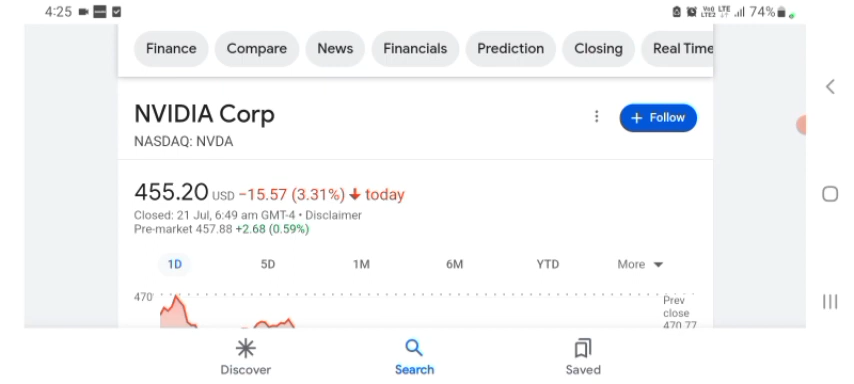 4:25 74%
Finance Compare News Financials Prediction Closing Real Time
NVIDIA Corp
+ Follow
NASDAQ: NVDA
455.20 USD −15.57 (3.31%) ↓ today
Closed: 21 Jul, 6:49 am GMT-4 • Disclaimer
Pre-market 457.88 +2.68 (0.59%)
1D 5D 1M 6M YTD More
470
Prev
close
470.77
Discover Search Saved